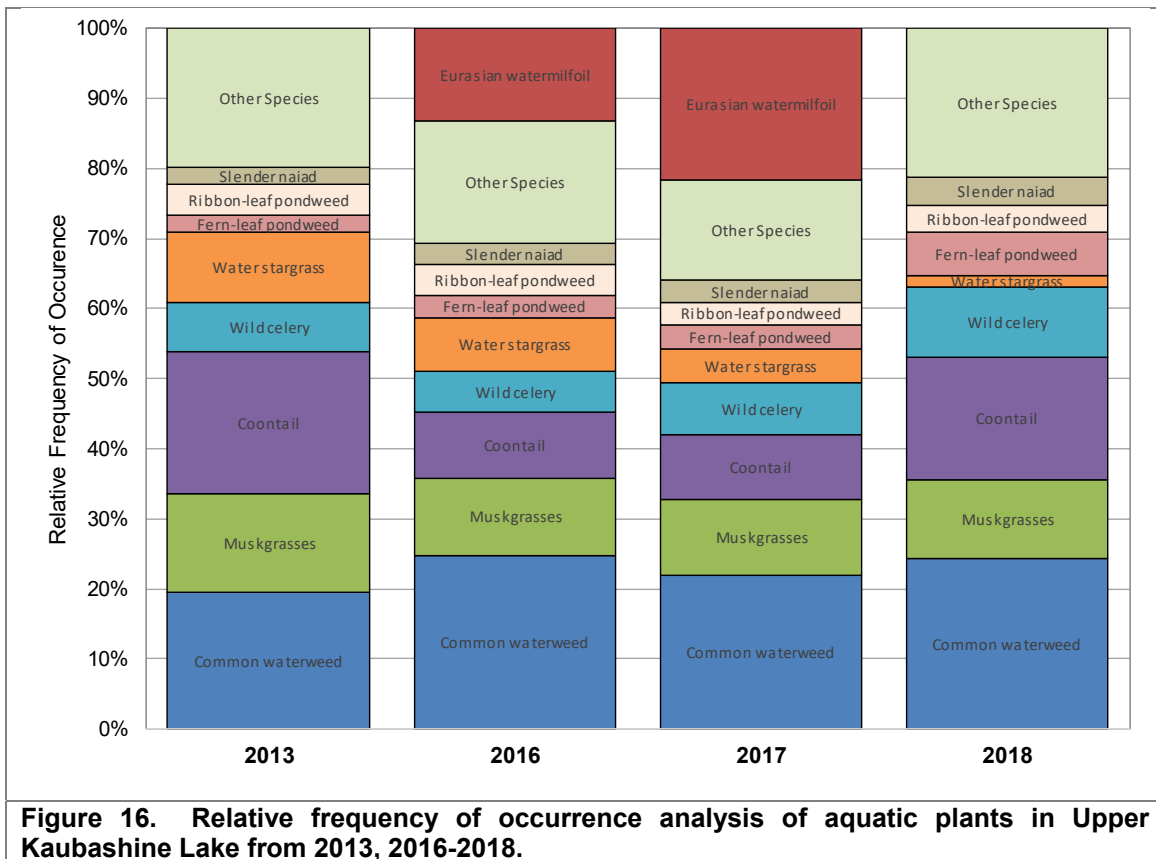 100%
90%
80%
70%
60%
50%
40%
30%
20%
10%
0%
Relative Frequency of Occurence
Other Species
Slender naiad
Ribbon-leaf pondweed
Fern-leaf pondweed
Water stargrass
Wild celery
Coontail
Muskgrasses
Common waterweed
Eurasian watermilfoil
Other Species
Slender naiad
Ribbon-leaf pondweed
Fern-leaf pondweed
Water stargrass
Wild celery
Coontail
Muskgrasses
Common waterweed
Eurasian watermilfoil
Other Species
Slender naiad
Ribbon-leaf pondweed
Fern-leaf pondweed
Water stargrass
Wild celery
Coontail
Muskgrasses
Common waterweed
Other Species
Slender naiad
Ribbon-leaf pondweed
Fern-leaf pondweed
Water stargrass
Wild celery
Coontail
Muskgrasses
Common waterweed
2013 2016 2017 2018
Figure 16. Relative frequency of occurrence analysis of aquatic plants in Upper
Kaubashine Lake from 2013, 2016-2018.